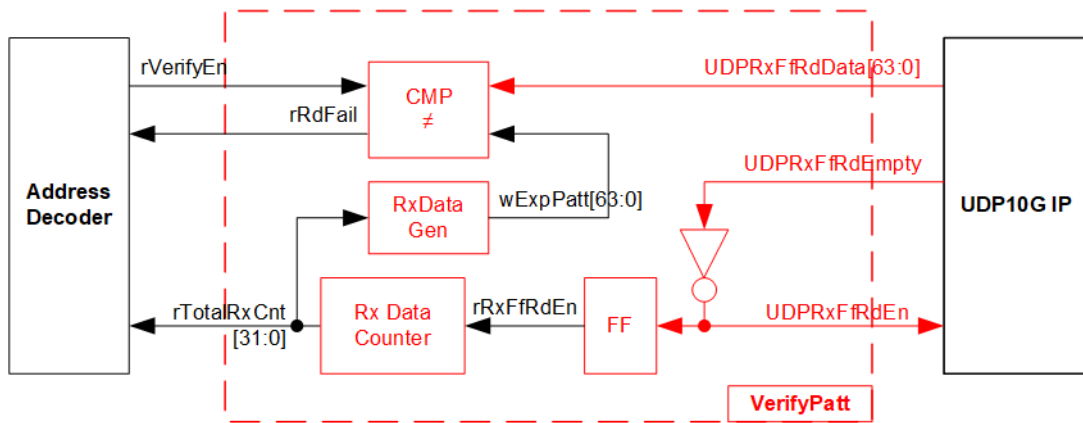 rVerifyEn
UDPRxFfRdData[63:0]
CMP
≠
rRdFail
UDPRxFfRdEmpty
Address
Decoder
RxData
Gen
wExpPatt[63:0]
UDP10G IP
rTotalRxCnt
[31:0]
Rx Data
Counter
rRxFfRdEn
FF
UDPRxFfRdEn
VerifyPatt